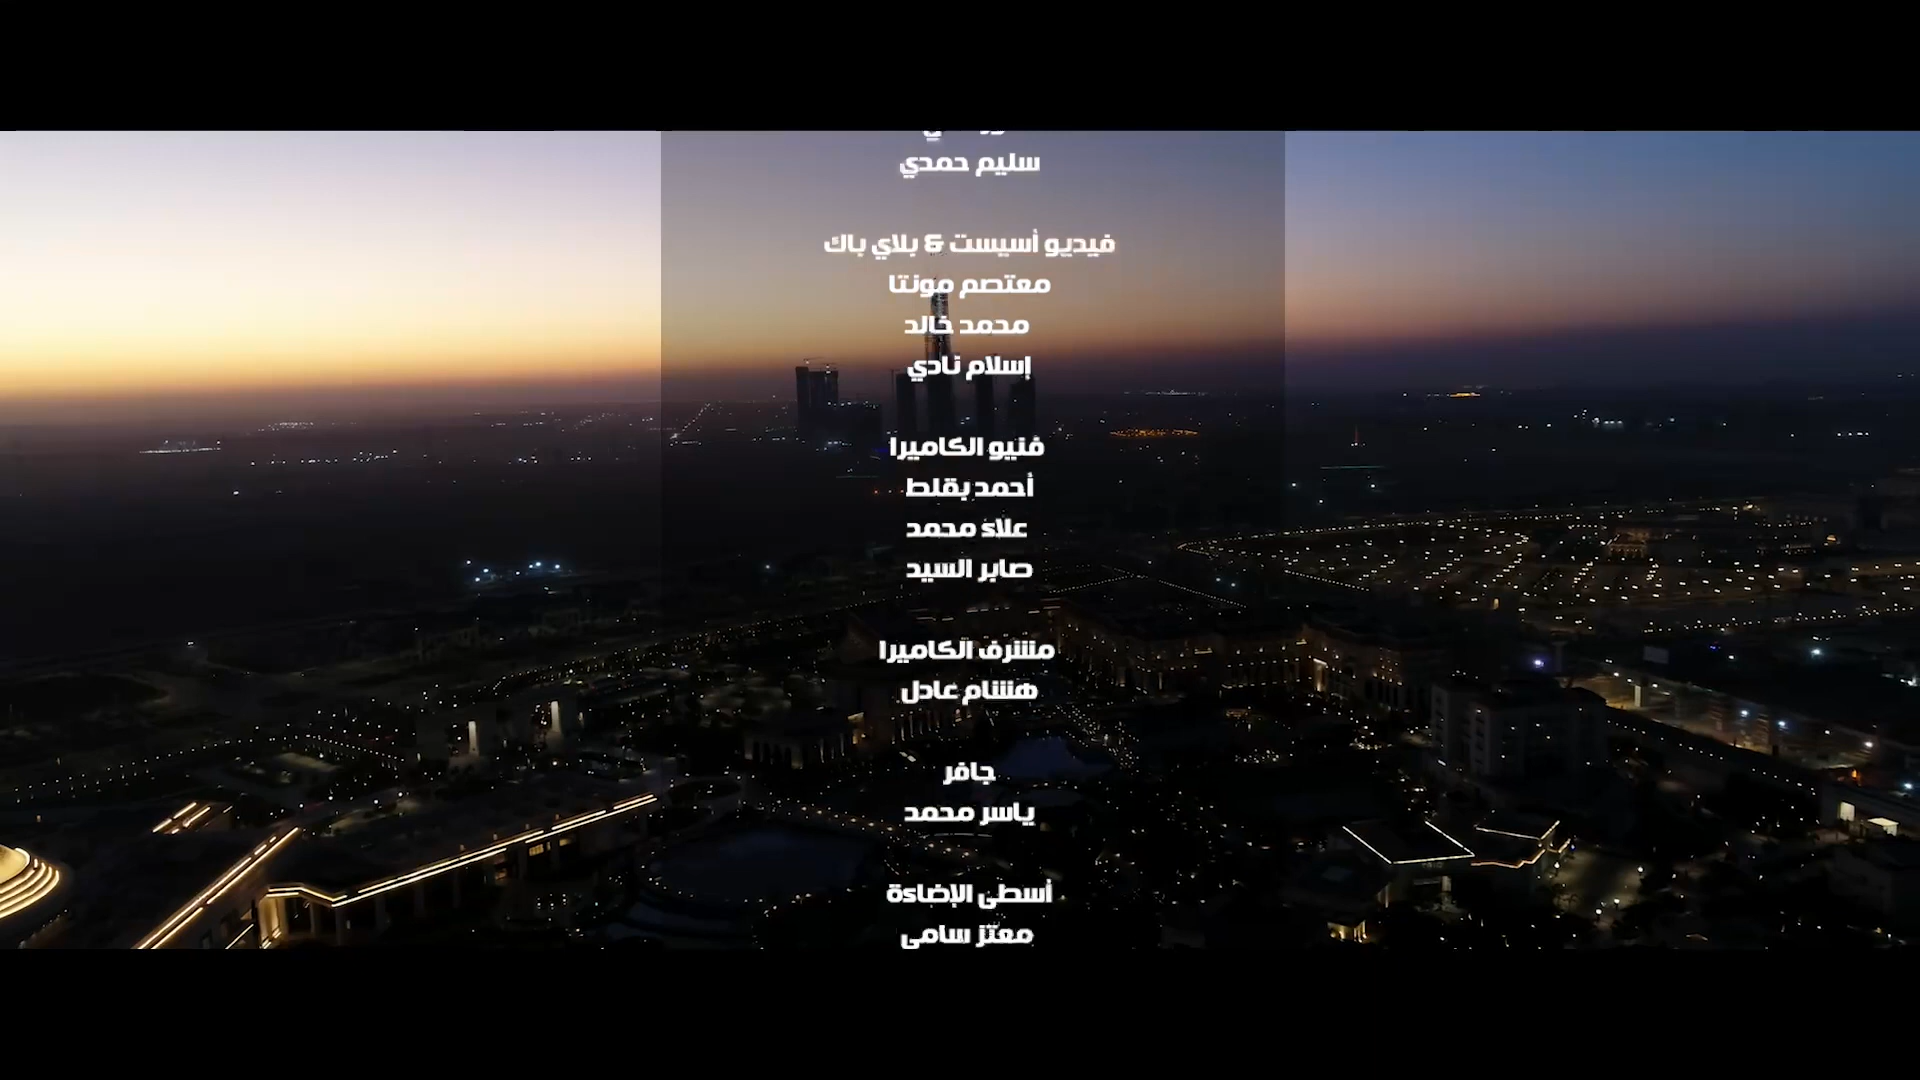 سليم حمدي
فيديو أسيست & بلاي باك
معتصم مونتا
محمد خالد
إسلام نادي
فنيو الكاميرا
أحمد بقلط
علاء محمد
صابر السيد
مشرف الكاميرا
هشام عادل
جافر
ياسر محمد
أسطى الإضاءة
معتز سامى